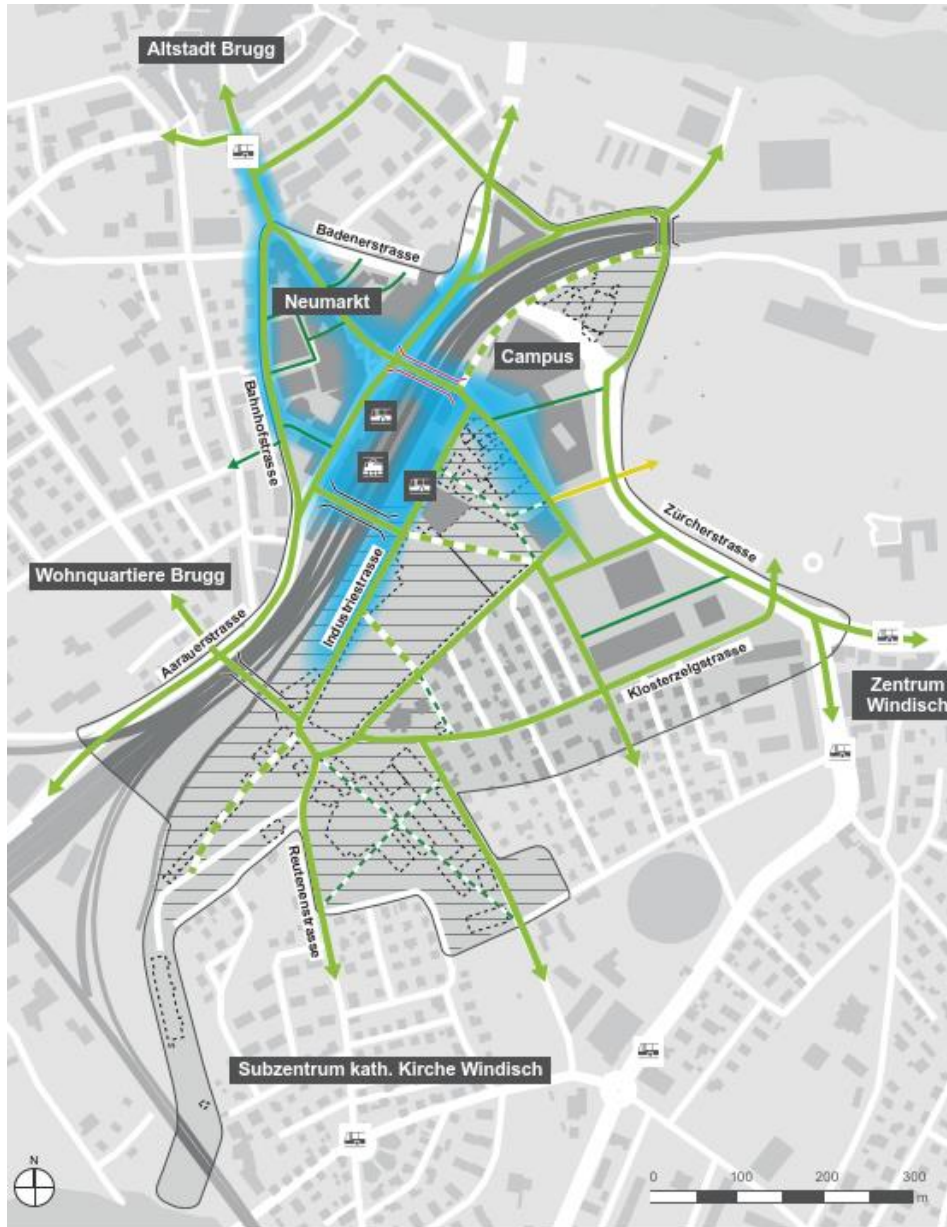 Altstadt Brugg
Badenerstrasse
Neumarkt
Campus
Bahnhofstrasse
Zürcherstrasse
Wohnquartiere Brugg
Industriestrasse
Aarauerstrasse
Klosterzelgstrasse
Zentrum
Windisch
Reutenenstrasse
Subzentrum kath. Kirche Windisch
N
0 100 200 300
m